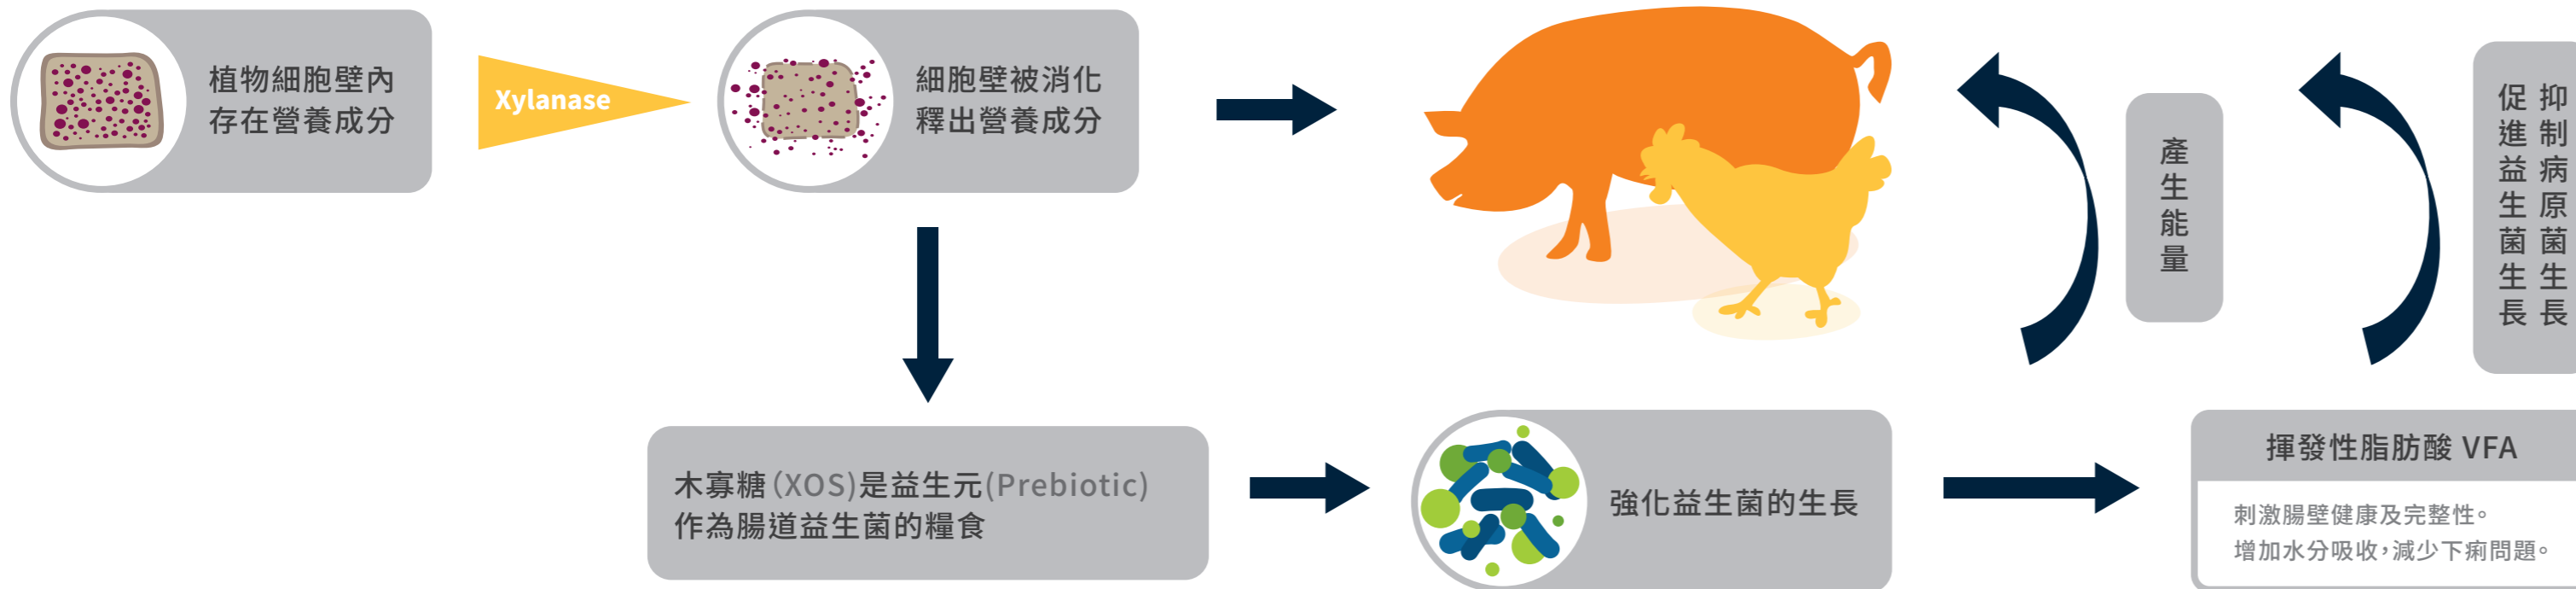 植物細胞壁內
存在營養成分
Xylanase
細胞壁被消化
釋出營養成分
產生能量
抑制病原菌生長
促進益生菌生長
木寡糖(XOS)是益生元(Prebiotic)
作為腸道益生菌的糧食
強化益生菌的生長
揮發性脂肪酸 VFA
刺激腸壁健康及完整性。
增加水分吸收,減少下痢問題。